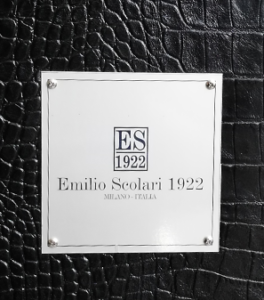 ES
1922
Emilio Scolari 1922
MILANO - ITALIA